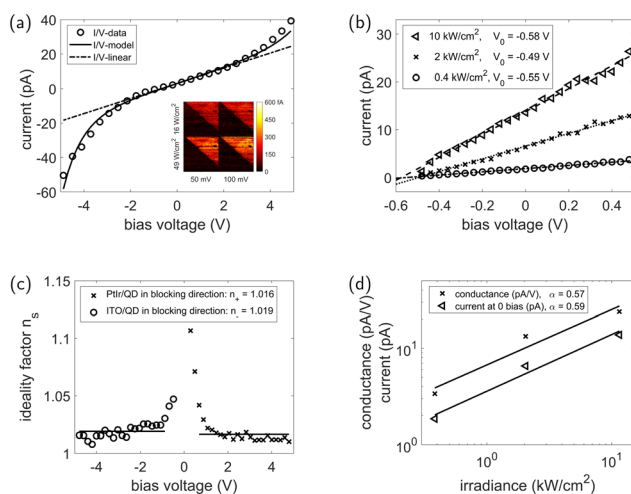 (a)
I/V-data
I/V-model
I/V-linear
current (pA)
40
20
0
-20
-40
-60
-4 -2 0 2 4
bias voltage (V)
16 W/cm²
49 W/cm²
50 mV 100 mV
600 fA
450
300
150
0
(b)
10 kW/cm², V₀ = -0.58 V
2 kW/cm², V₀ = -0.49 V
0.4 kW/cm², V₀ = -0.55 V
current (pA)
40
30
20
10
0
-0.6 -0.4 -0.2 0 0.2 0.4
bias voltage (V)
(c)
PtIr/QD in blocking direction: n₊ = 1.016
ITO/QD in blocking direction: n₋ = 1.019
ideality factor nₛ
1.15
1.1
1.05
1
-4 -2 0 2 4
bias voltage (V)
(d)
conductance (pA/V), α = 0.57
current at 0 bias (pA), α = 0.59
conductance (pA/V)
current (pA)
10¹
10⁰
10⁰ 10¹
irradiance (kW/cm²)